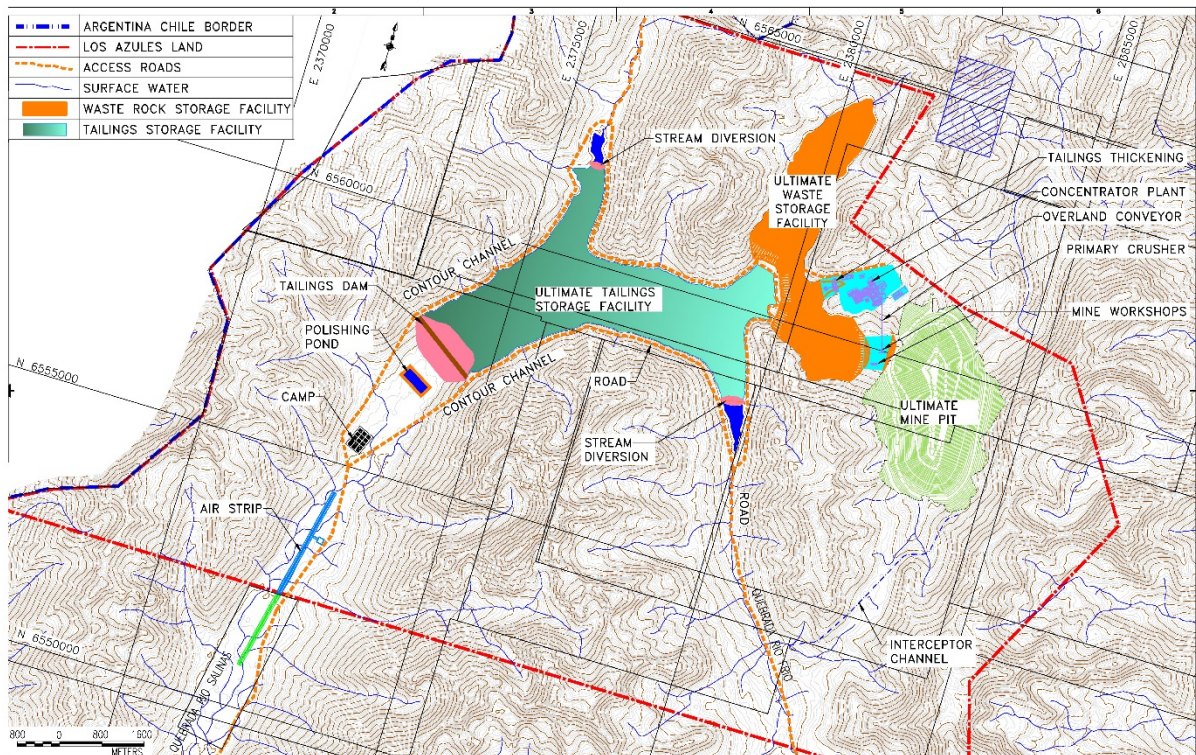 2
3
4
5
6
ARGENTINA CHILE BORDER
LOS AZULES LAND
ACCESS ROADS
SURFACE WATER
WASTE ROCK STORAGE FACILITY
TAILINGS STORAGE FACILITY
E 2370000
E 2375000
E 2380000
E 2385000
N 6565000
N 6560000
N 6555000
N 6550000
STREAM DIVERSION
TAILINGS THICKENING
CONCENTRATOR PLANT
OVERLAND CONVEYOR
PRIMARY CRUSHER
MINE WORKSHOPS
ULTIMATE
WASTE
STORAGE
FACILITY
CONTOUR CHANNEL
TAILINGS DAM
ULTIMATE TAILINGS
STORAGE FACILITY
POLISHING
POND
CONTOUR CHANNEL
ROAD
CAMP
ULTIMATE
MINE PIT
STREAM
DIVERSION
ROAD
AIR STRIP
INTERCEPTOR
CHANNEL
QUEBRADA RIO SALINAS
800 0 800 1600
METERS